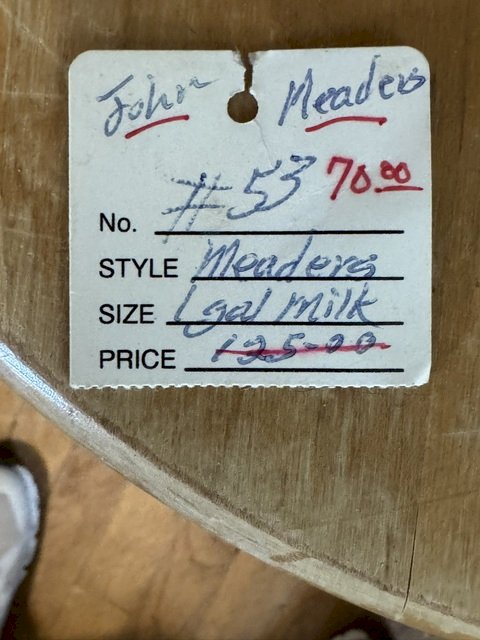 John Meaders
70.00
No. #53
STYLE Meaders
SIZE 1 gal Milk
PRICE 125-00